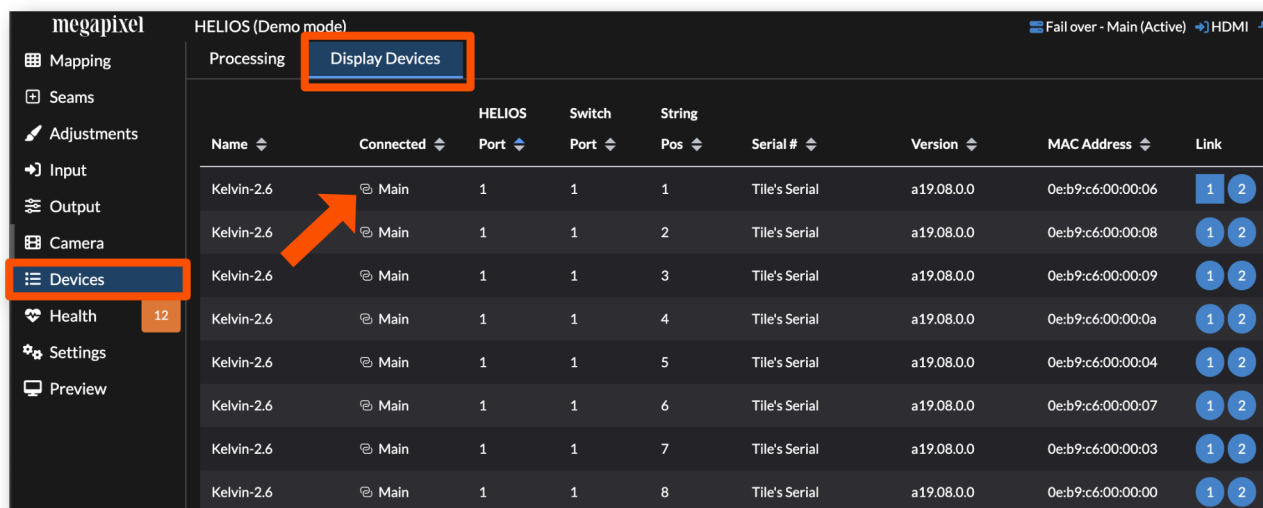 megapixel HELIOS (Demo mode) Fail over - Main (Active) HDMI
Mapping
Seams
Adjustments
Input
Output
Camera
Devices
Health 12
Settings
Preview
Processing Display Devices
Name Connected HELIOS Port Switch Port String Pos Serial # Version MAC Address Link
Kelvin-2.6 Main 1 1 1 Tile's Serial a19.08.0.0 0e:b9:c6:00:00:06 1 2
Kelvin-2.6 Main 1 1 2 Tile's Serial a19.08.0.0 0e:b9:c6:00:00:08 1 2
Kelvin-2.6 Main 1 1 3 Tile's Serial a19.08.0.0 0e:b9:c6:00:00:09 1 2
Kelvin-2.6 Main 1 1 4 Tile's Serial a19.08.0.0 0e:b9:c6:00:00:0a 1 2
Kelvin-2.6 Main 1 1 5 Tile's Serial a19.08.0.0 0e:b9:c6:00:00:04 1 2
Kelvin-2.6 Main 1 1 6 Tile's Serial a19.08.0.0 0e:b9:c6:00:00:07 1 2
Kelvin-2.6 Main 1 1 7 Tile's Serial a19.08.0.0 0e:b9:c6:00:00:03 1 2
Kelvin-2.6 Main 1 1 8 Tile's Serial a19.08.0.0 0e:b9:c6:00:00:00 1 2